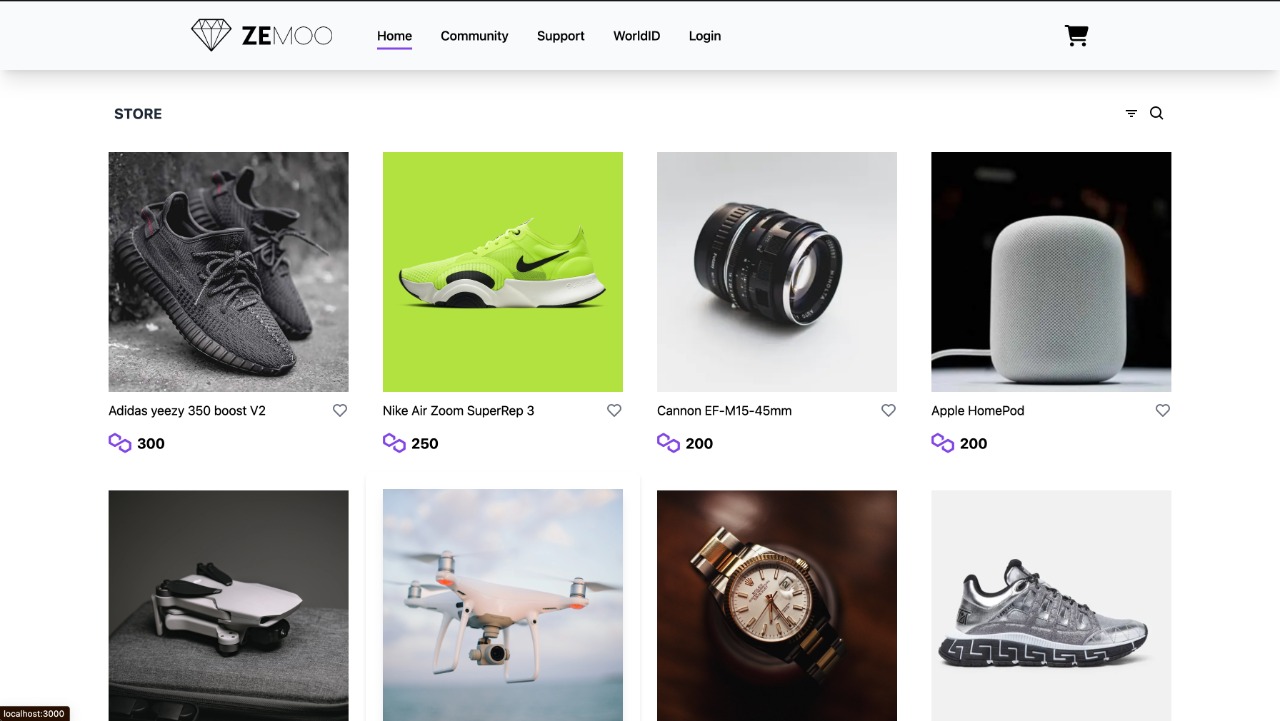 ZEMOO
Home Community Support WorldID Login
STORE
Adidas yeezy 350 boost V2
300
Nike Air Zoom SuperRep 3
250
Cannon EF-M15-45mm
200
Apple HomePod
200
localhost:3000